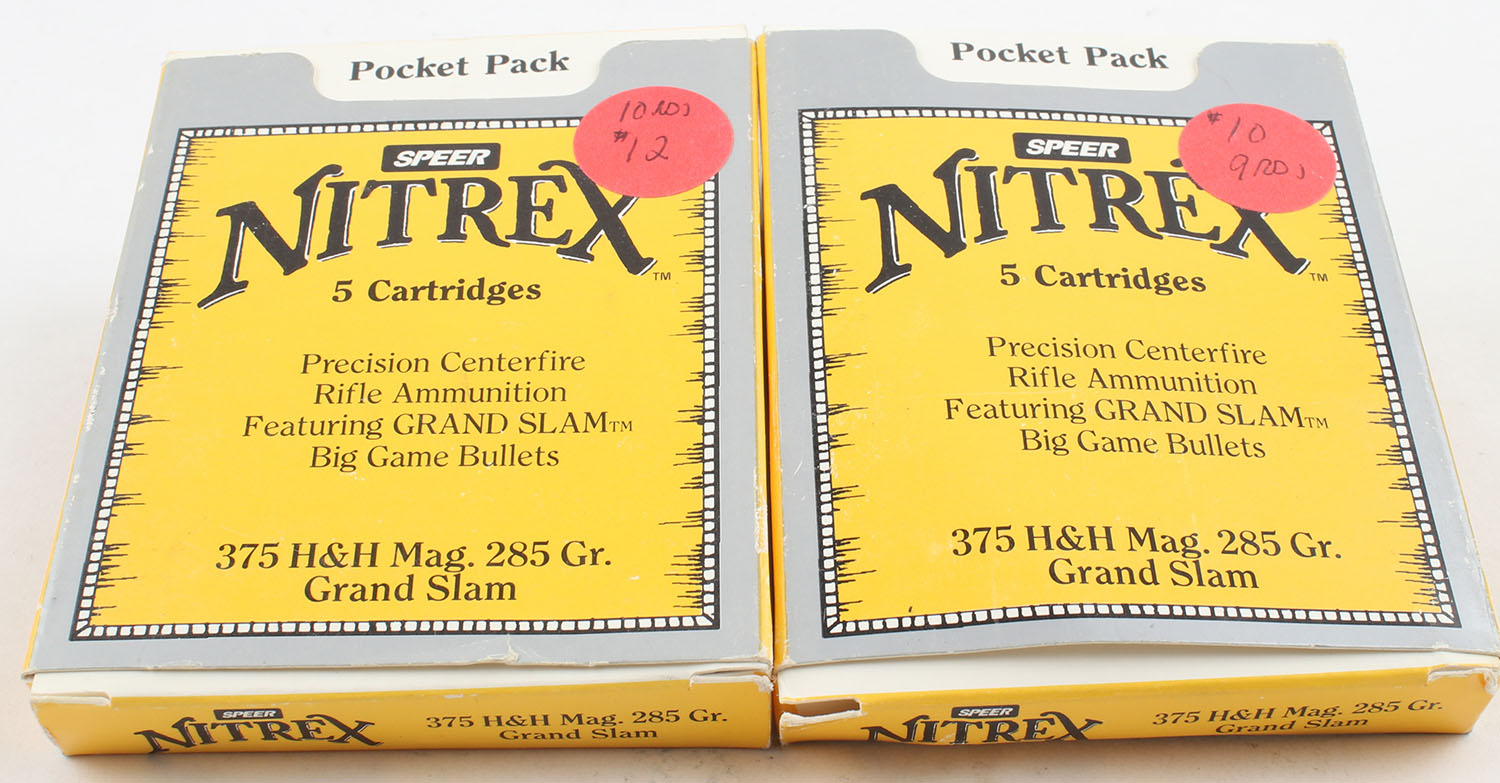 Pocket Pack
10 RDS
#12
SPEER
NITREX™
5 Cartridges
Precision Centerfire
Rifle Ammunition
Featuring GRAND SLAM™
Big Game Bullets
375 H&H Mag. 285 Gr.
Grand Slam
SPEER
NITREX
375 H&H Mag. 285 Gr.
Grand Slam
Pocket Pack
#10
9 RDS
SPEER
NITREX™
5 Cartridges
Precision Centerfire
Rifle Ammunition
Featuring GRAND SLAM™
Big Game Bullets
375 H&H Mag. 285 Gr.
Grand Slam
SPEER
NITREX
375 H&H Mag. 285 Gr.
Grand Slam